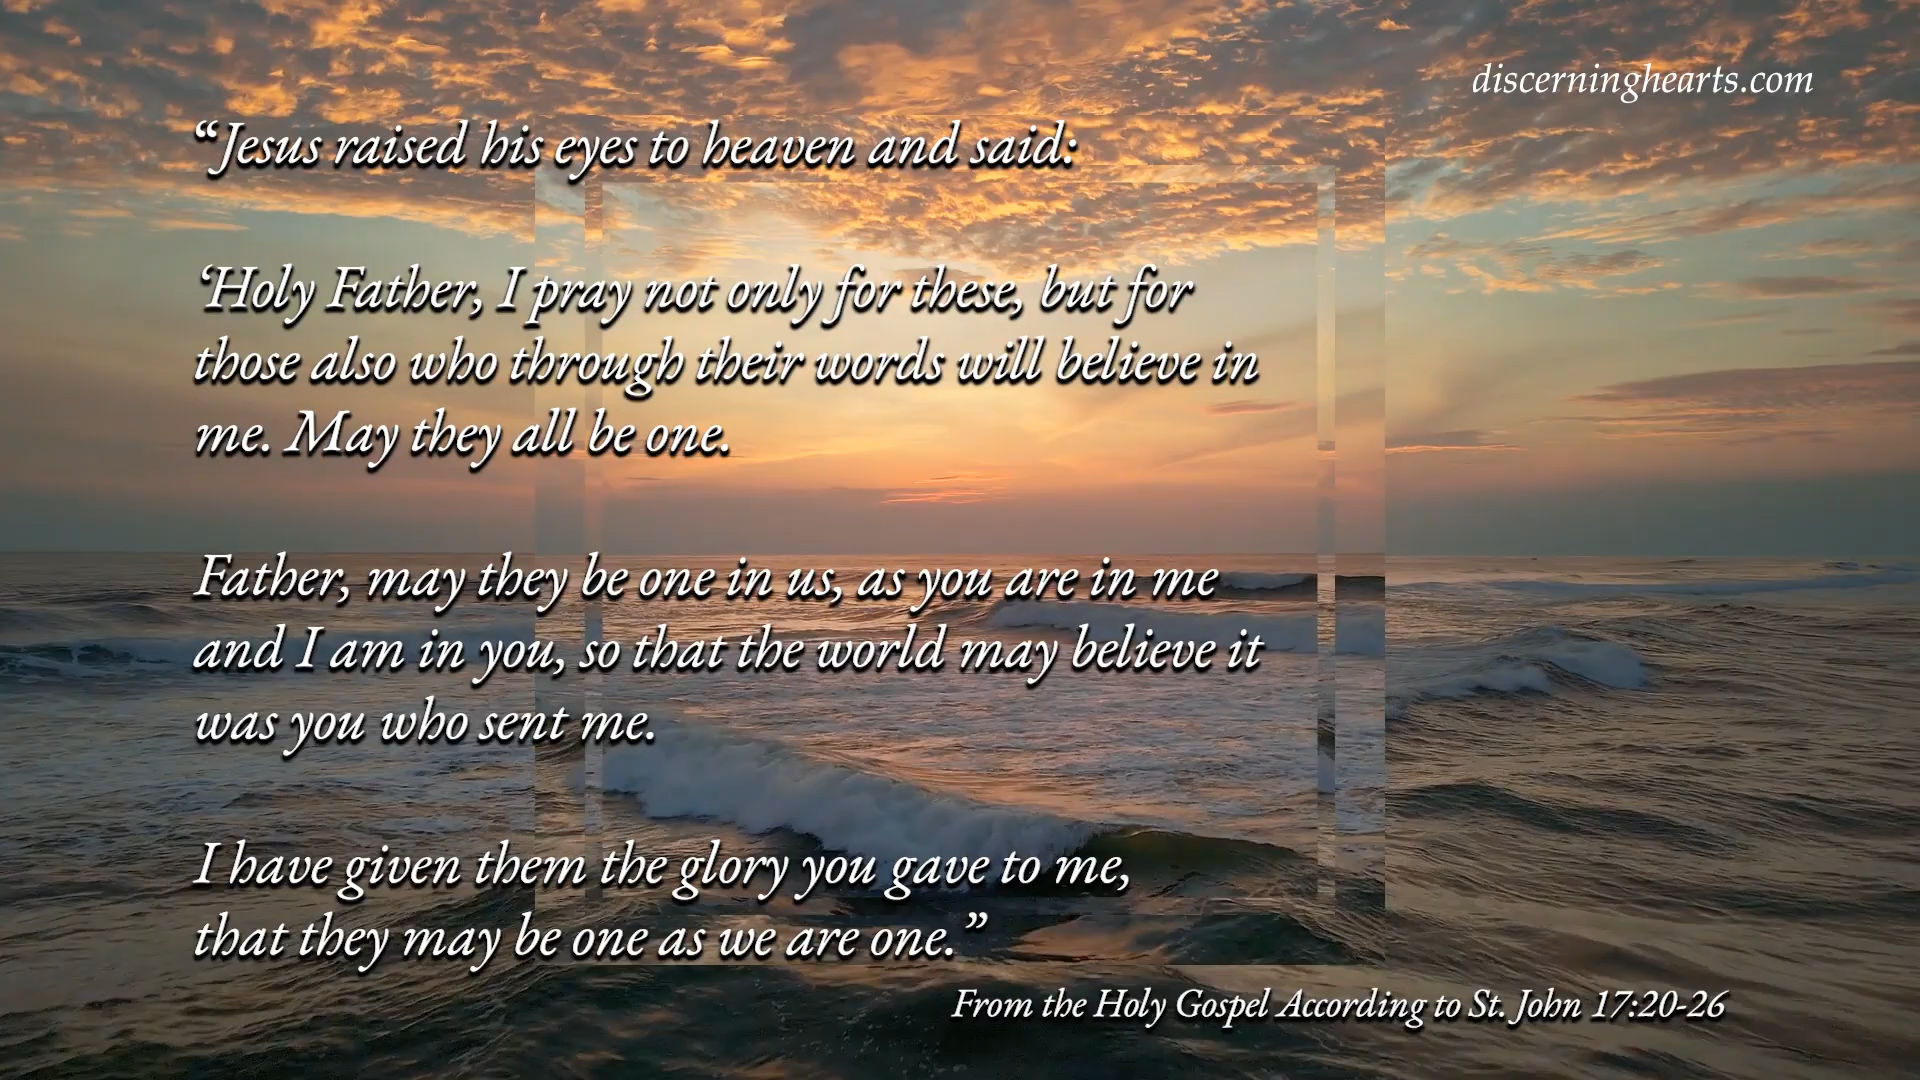 discerninghearts.com
“Jesus raised his eyes to heaven and said:
‘Holy Father, I pray not only for these, but for
those also who through their words will believe in
me. May they all be one.
Father, may they be one in us, as you are in me
and I am in you, so that the world may believe it
was you who sent me.
I have given them the glory you gave to me,
that they may be one as we are one.”
From the Holy Gospel According to St. John 17:20-26